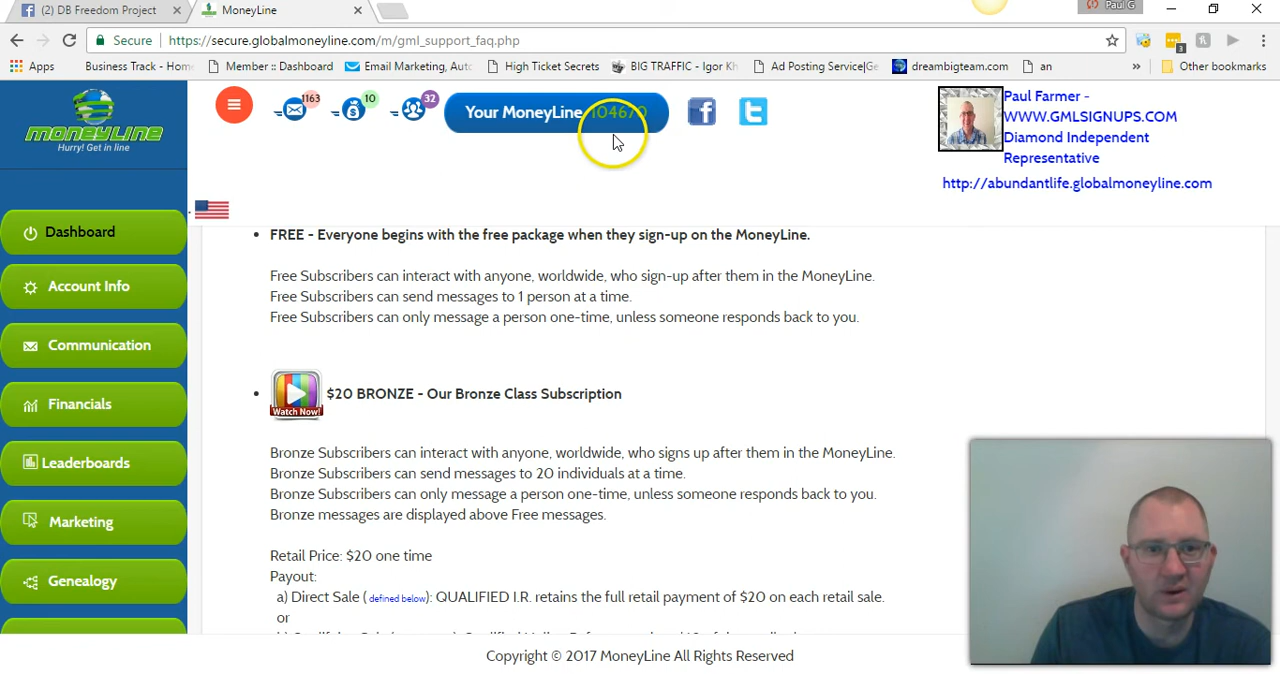 (2) DB Freedom Project
MoneyLine
Paul G
Secure
https://secure.globalmoneyline.com/m/gml_support_faq.php
3
Apps
Business Track - Hom
Member :: Dashboard
Email Marketing, Aut
High Ticket Secrets
BIG TRAFFIC - Igor Kh
Ad Posting Service|Ge
dreambigteam.com
an
»
Other bookmarks
moneyLine
Hurry! Get in line
1163
10
32
Your MoneyLine 104670
Paul Farmer -
WWW.GMLSIGNUPS.COM
Diamond Independent
Representative
http://abundantlife.globalmoneyline.com
Dashboard
Account Info
Communication
Financials
Leaderboards
Marketing
Genealogy
• FREE - Everyone begins with the free package when they sign-up on the MoneyLine.
Free Subscribers can interact with anyone, worldwide, who sign-up after them in the MoneyLine.
Free Subscribers can send messages to 1 person at a time.
Free Subscribers can only message a person one-time, unless someone responds back to you.
Watch Now!
• $20 BRONZE - Our Bronze Class Subscription
Bronze Subscribers can interact with anyone, worldwide, who signs up after them in the MoneyLine.
Bronze Subscribers can send messages to 20 individuals at a time.
Bronze Subscribers can only message a person one-time, unless someone responds back to you.
Bronze messages are displayed above Free messages.
Retail Price: $20 one time
Payout:
a) Direct Sale ( defined below): QUALIFIED I.R. retains the full retail payment of $20 on each retail sale.
or
Copyright © 2017 MoneyLine All Rights Reserved